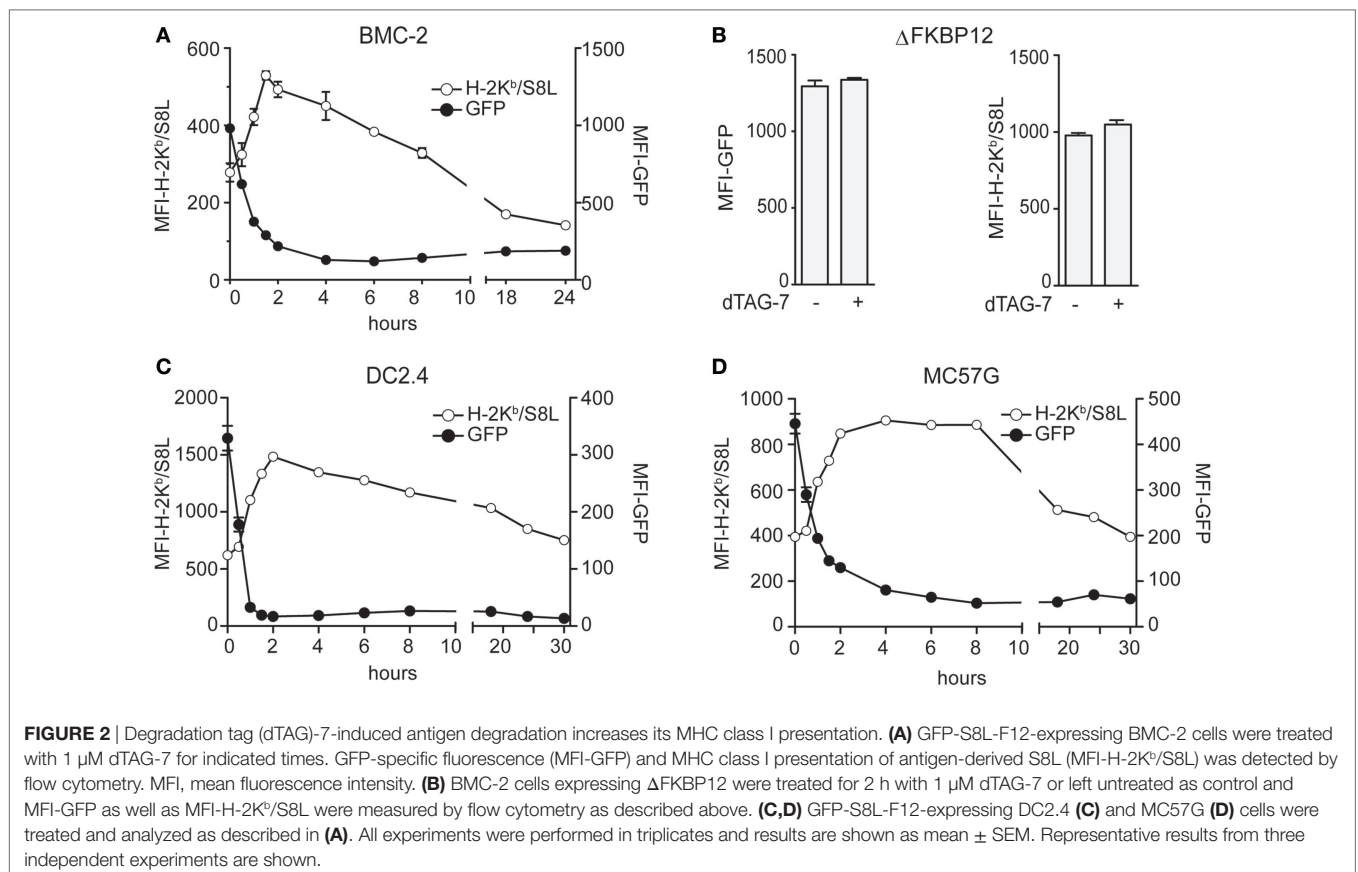 A
BMC-2
600
400
200
0
MFI-H-2Kᵇ/S8L
1500
1000
500
0
MFI-GFP
H-2Kᵇ/S8L
GFP
0 2 4 6 8 10 18 24
hours
B
ΔFKBP12
1500
1000
500
0
MFI-GFP
dTAG-7 - +
1500
1000
500
0
MFI-H-2Kᵇ/S8L
dTAG-7 - +
C
DC2.4
2000
1500
1000
500
0
MFI-H-2Kᵇ/S8L
400
300
200
100
0
MFI-GFP
H-2Kᵇ/S8L
GFP
0 2 4 6 8 10 20 30
hours
D
MC57G
1000
800
600
400
200
0
MFI-H-2Kᵇ/S8L
500
400
300
200
100
0
MFI-GFP
H-2Kᵇ/S8L
GFP
0 2 4 6 8 10 20 30
hours
FIGURE 2 | Degradation tag (dTAG)-7-induced antigen degradation increases its MHC class I presentation. (A) GFP-S8L-F12-expressing BMC-2 cells were treated
with 1 µM dTAG-7 for indicated times. GFP-specific fluorescence (MFI-GFP) and MHC class I presentation of antigen-derived S8L (MFI-H-2Kᵇ/S8L) was detected by
flow cytometry. MFI, mean fluorescence intensity. (B) BMC-2 cells expressing ΔFKBP12 were treated for 2 h with 1 µM dTAG-7 or left untreated as control and
MFI-GFP as well as MFI-H-2Kᵇ/S8L were measured by flow cytometry as described above. (C,D) GFP-S8L-F12-expressing DC2.4 (C) and MC57G (D) cells were
treated and analyzed as described in (A). All experiments were performed in triplicates and results are shown as mean ± SEM. Representative results from three
independent experiments are shown.